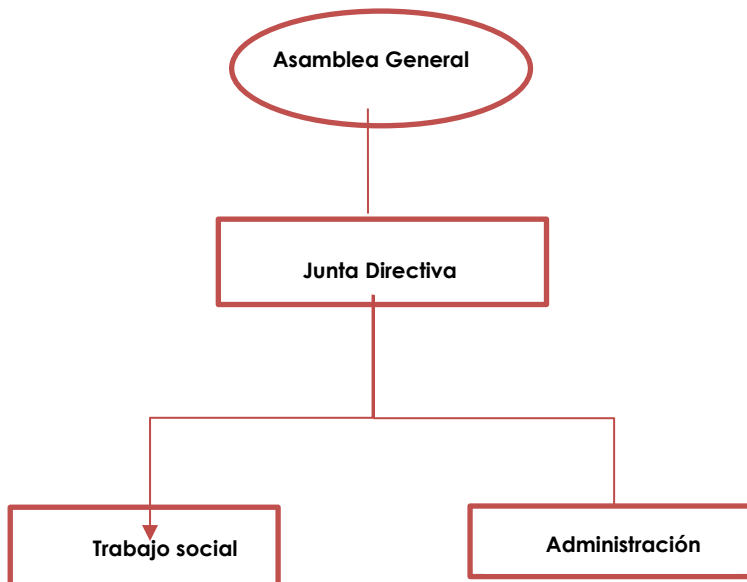 Asamblea General
Junta Directiva
Trabajo social
Administración